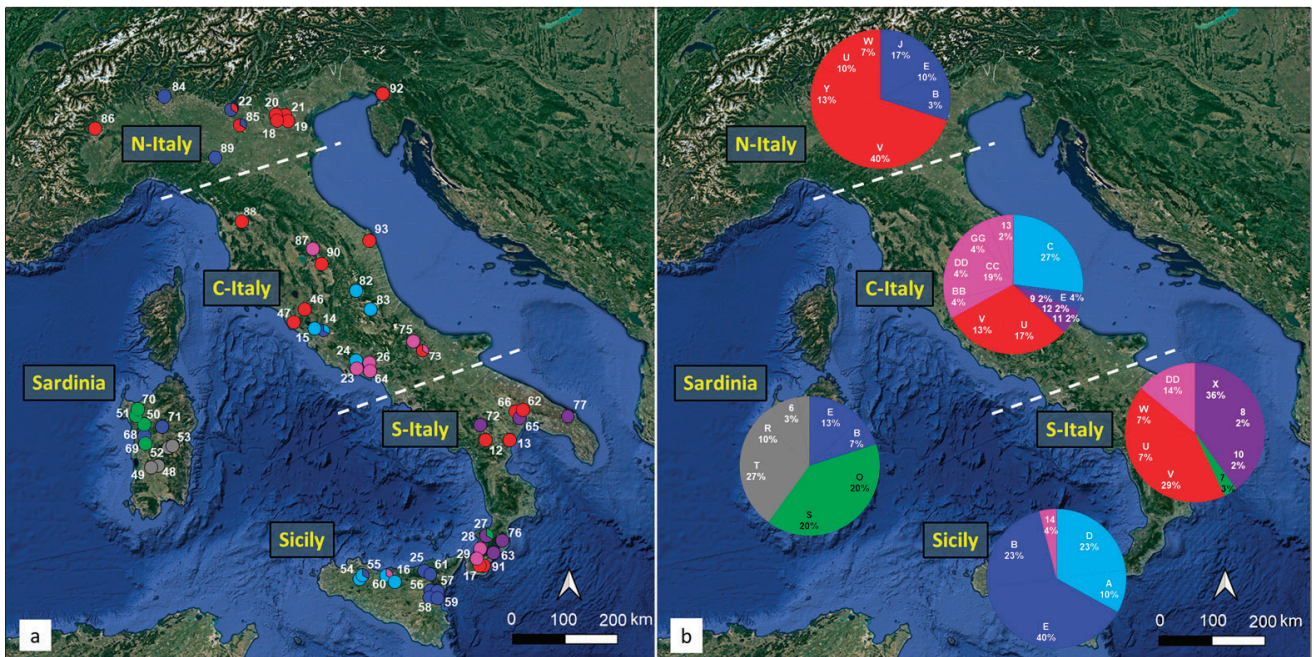 84
22
20
21
92
86
85
18
19
N-Italy
89
88
93
87
90
C-Italy
82
46
83
47
14
15
75
24
26
73
23
64
Sardinia
S-Italy
70
51
50
71
66
62
77
68
53
72
65
69
52
12
13
49
48
27
28
76
Sicily
29
63
25
61
17
91
54
55
16
57
60
56
58
59
0 100 200 km
a
W
7%
J
17%
U
10%
E
10%
Y
13%
B
3%
V
40%
N-Italy
13
2%
GG
4%
C
27%
DD
4%
CC
19%
C-Italy
BB
4%
E 4%
9 2%
12 2%
11 2%
V
13%
U
17%
Sardinia
S-Italy
DD
14%
X
36%
W
7%
8
2%
U
7%
10
2%
V
29%
7
3%
6
3%
E
13%
R
10%
B
7%
T
27%
O
20%
S
20%
Sicily
14
4%
B
23%
D
23%
A
10%
E
40%
0 100 200 km
b